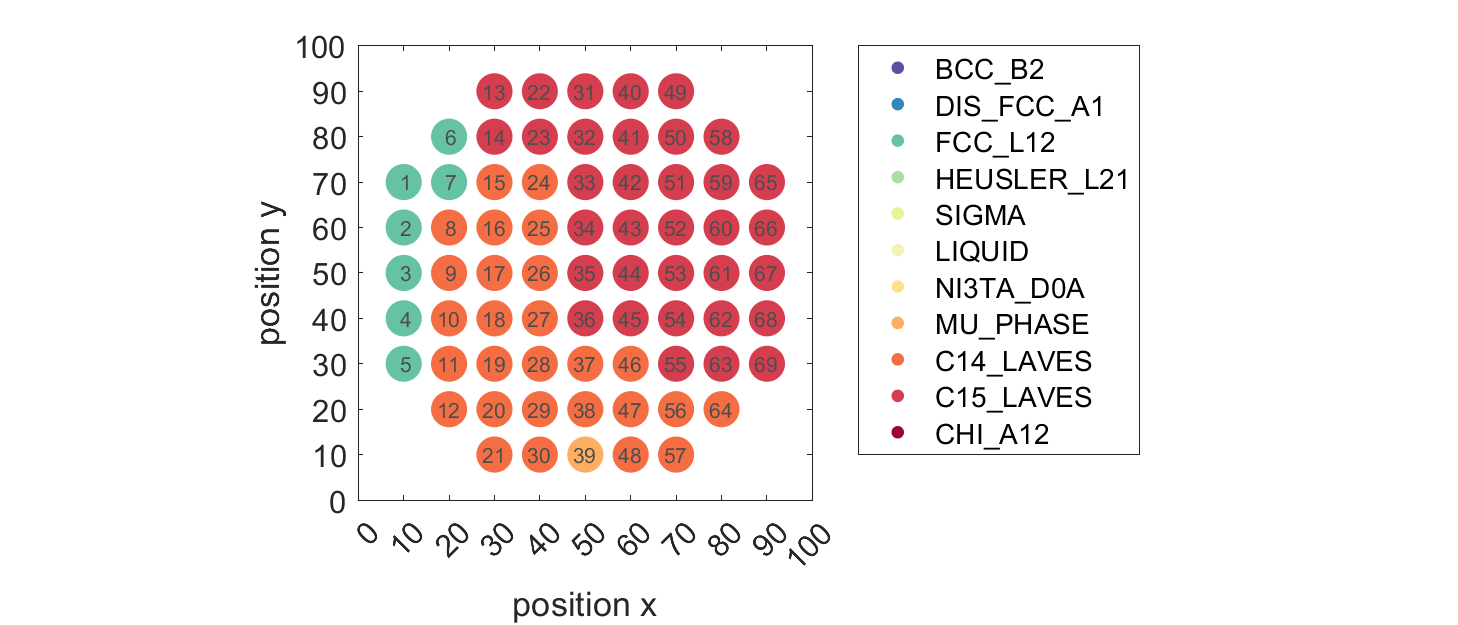 100
90
80
70
60
50
40
30
20
10
0
position y
13 22 31 40 49
6 14 23 32 41 50 58
1 7 15 24 33 42 51 59 65
2 8 16 25 34 43 52 60 66
3 9 17 26 35 44 53 61 67
4 10 18 27 36 45 54 62 68
5 11 19 28 37 46 55 63 69
12 20 29 38 47 56 64
21 30 39 48 57
0 10 20 30 40 50 60 70 80 90 100
position x
BCC_B2
DIS_FCC_A1
FCC_L12
HEUSLER_L21
SIGMA
LIQUID
NI3TA_D0A
MU_PHASE
C14_LAVES
C15_LAVES
CHI_A12